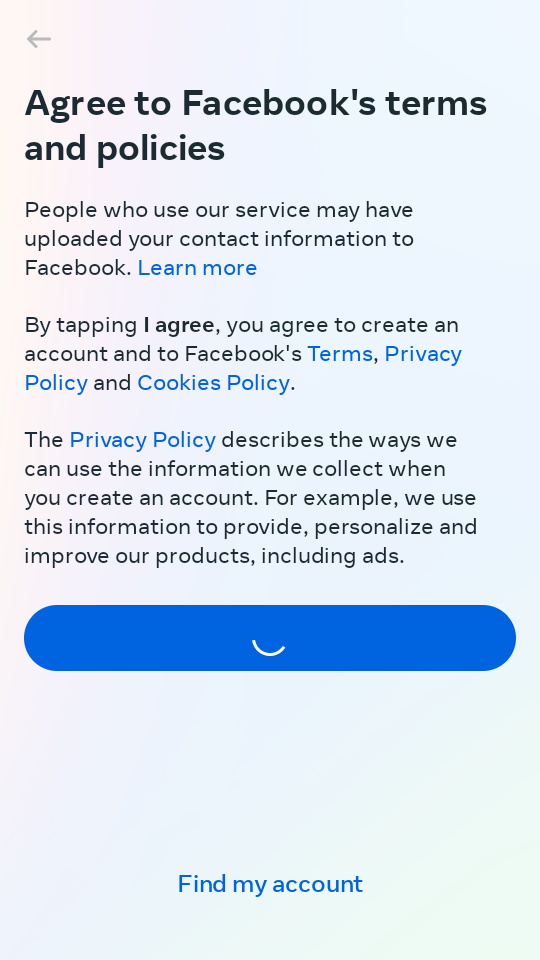 Agree to Facebook's terms
and policies
People who use our service may have
uploaded your contact information to
Facebook. Learn more
By tapping I agree, you agree to create an
account and to Facebook's Terms, Privacy
Policy and Cookies Policy.
The Privacy Policy describes the ways we
can use the information we collect when
you create an account. For example, we use
this information to provide, personalize and
improve our products, including ads.
Find my account